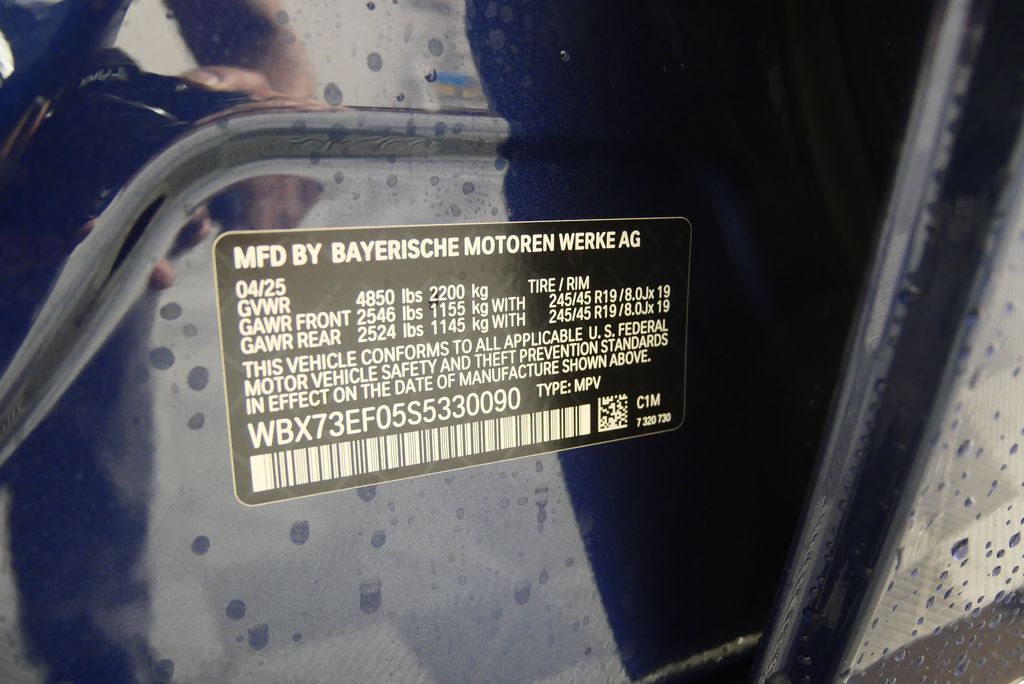 MFD BY BAYERISCHE MOTOREN WERKE AG
04/25 TIRE / RIM
GVWR 4850 lbs 2200 kg
GAWR FRONT 2546 lbs 1155 kg WITH 245/45 R19 / 8.0Jx 19
GAWR REAR 2524 lbs 1145 kg WITH 245/45 R19 / 8.0Jx 19
THIS VEHICLE CONFORMS TO ALL APPLICABLE U.S. FEDERAL
MOTOR VEHICLE SAFETY AND THEFT PREVENTION STANDARDS
IN EFFECT ON THE DATE OF MANUFACTURE SHOWN ABOVE.
WBX73EF05S5330090 TYPE: MPV
C1M
7 320 730